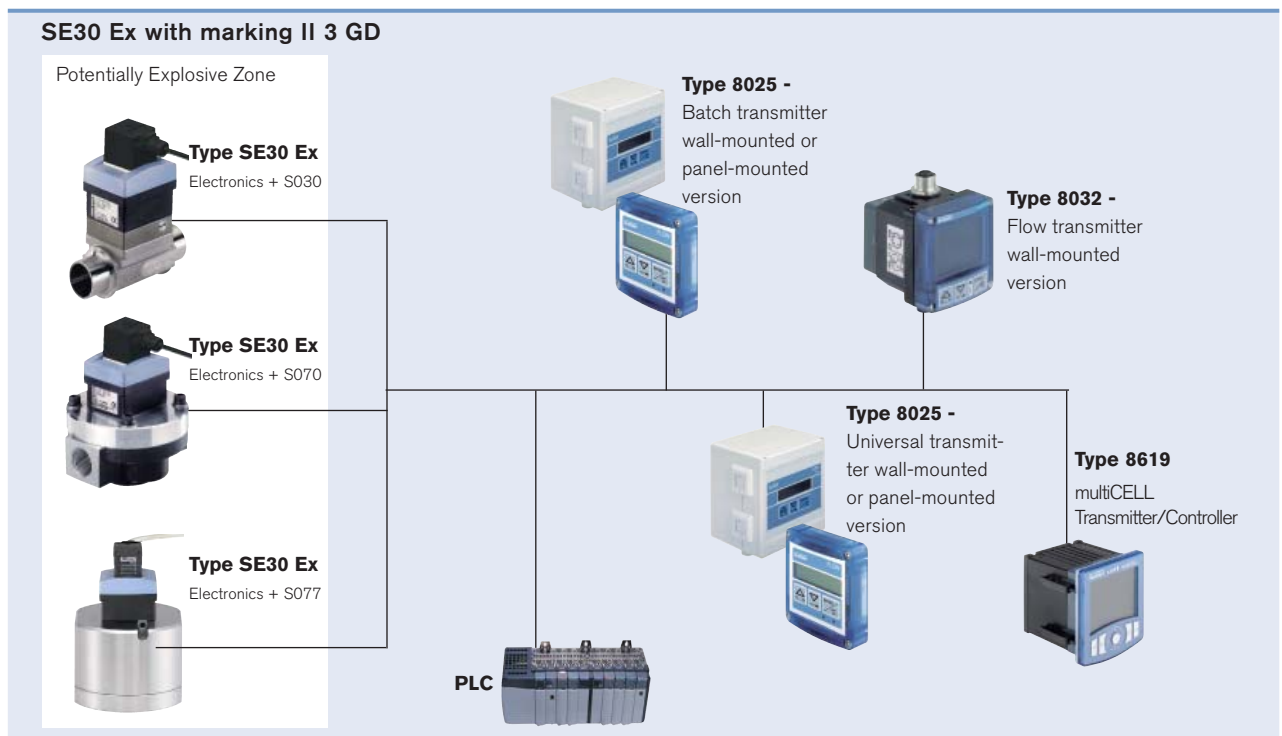 SE30 Ex with marking II 3 GD
Potentially Explosive Zone
Type SE30 Ex
Electronics + S030
Type SE30 Ex
Electronics + S070
Type SE30 Ex
Electronics + S077
Type 8025 -
Batch transmitter
wall-mounted or
panel-mounted
version
Type 8032 -
Flow transmitter
wall-mounted
version
Type 8025 -
Universal transmit-
ter wall-mounted
or panel-mounted
version
Type 8619
multiCELL
Transmitter/Controller
PLC